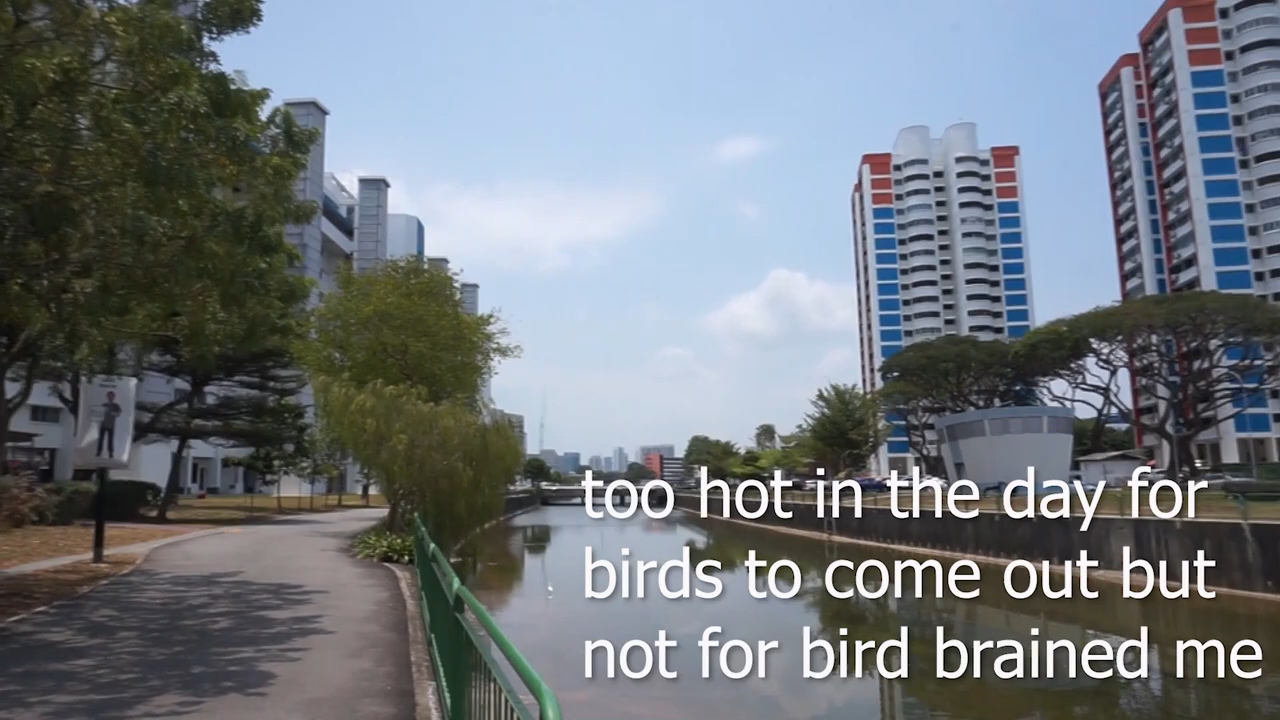 too hot in the day for
birds to come out but
not for bird brained me